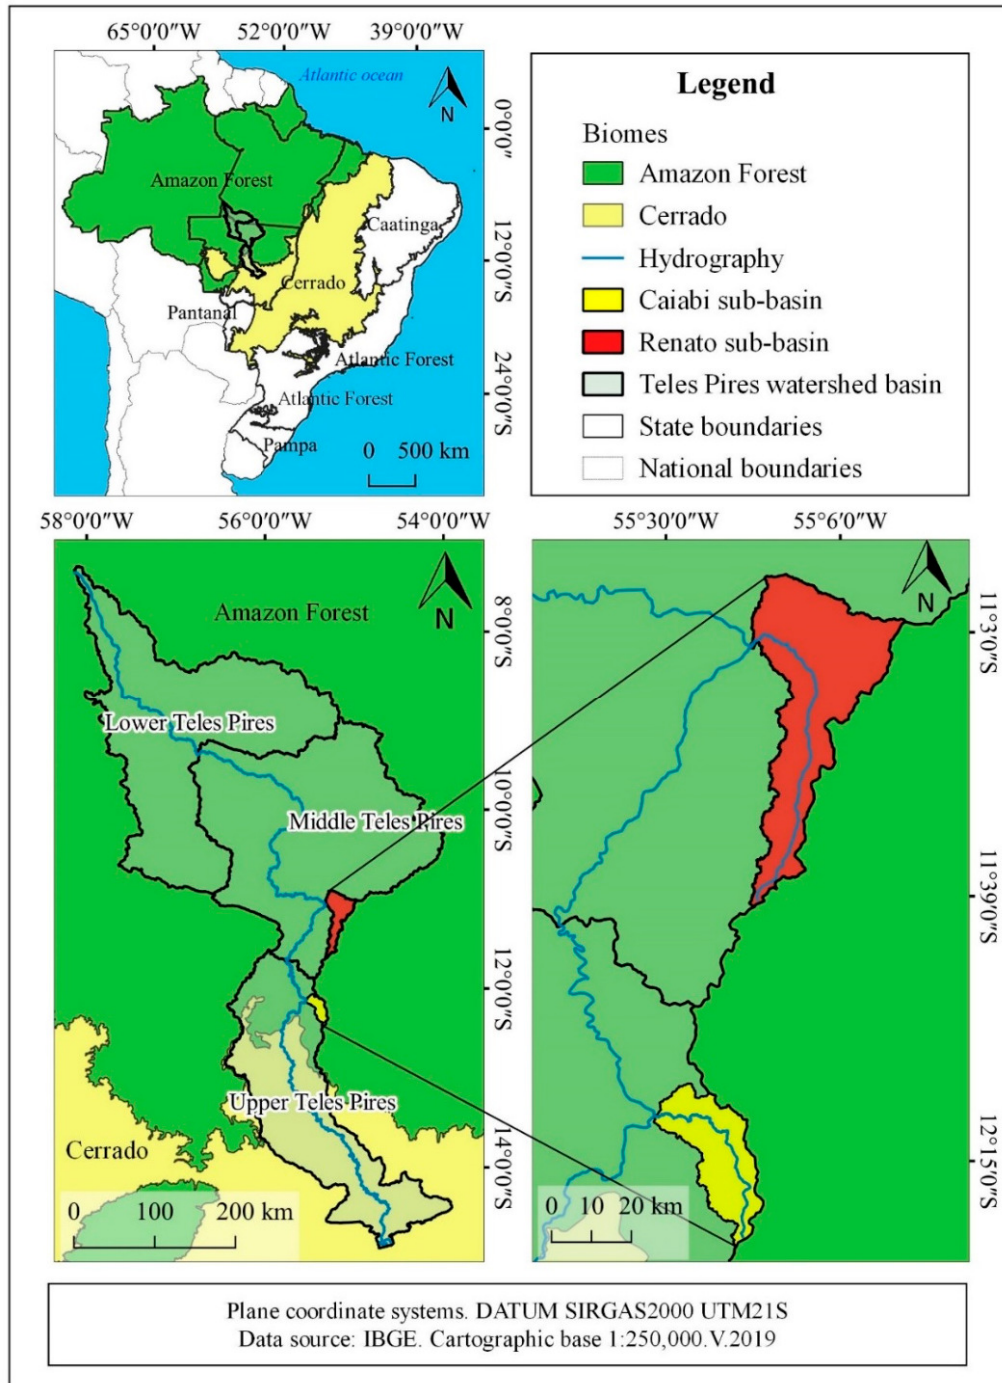 65°0′0″W 52°0′0″W 39°0′0″W
Atlantic ocean
N
0°0′0″
Amazon Forest
Caatinga
12°0′0″S
Cerrado
Pantanal
Atlantic Forest
24°0′0″S
Atlantic Forest
Pampa
0 500 km
Legend
Biomes
Amazon Forest
Cerrado
Hydrography
Caiabi sub-basin
Renato sub-basin
Teles Pires watershed basin
State boundaries
National boundaries
58°0′0″W 56°0′0″W 54°0′0″W
Amazon Forest
N
8°0′0″S
Lower Teles Pires
10°0′0″S
Middle Teles Pires
12°0′0″S
Upper Teles Pires
Cerrado
14°0′0″S
0 100 200 km
55°30′0″W 55°6′0″W
N
11°3′0″S
11°39′0″S
12°15′0″S
0 10 20 km
Plane coordinate systems. DATUM SIRGAS2000 UTM21S
Data source: IBGE. Cartographic base 1:250,000.V.2019